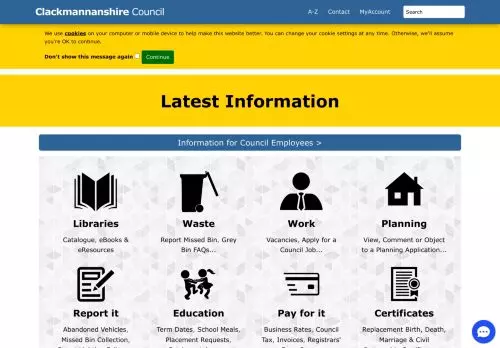 Clackmannanshire Council
A-Z
Contact
MyAccount
Search
We use cookies on your computer or mobile device to help make this website better. You can change your cookie settings at any time. Otherwise, we'll assume
you're OK to continue.
Don't show this message again
Continue
Latest Information
Information for Council Employees >
Libraries
Catalogue, eBooks &
eResources
Waste
Report Missed Bin, Grey
Bin FAQs...
Work
Vacancies, Apply for a
Council Job...
Planning
View, Comment or Object
to a Planning Application...
Report it
Abandoned Vehicles,
Missed Bin Collection,
Education
Term Dates, School Meals,
Placement Requests,
Pay for it
Business Rates, Council
Tax, Invoices, Registrars'
Certificates
Replacement Birth, Death,
Marriage & Civil